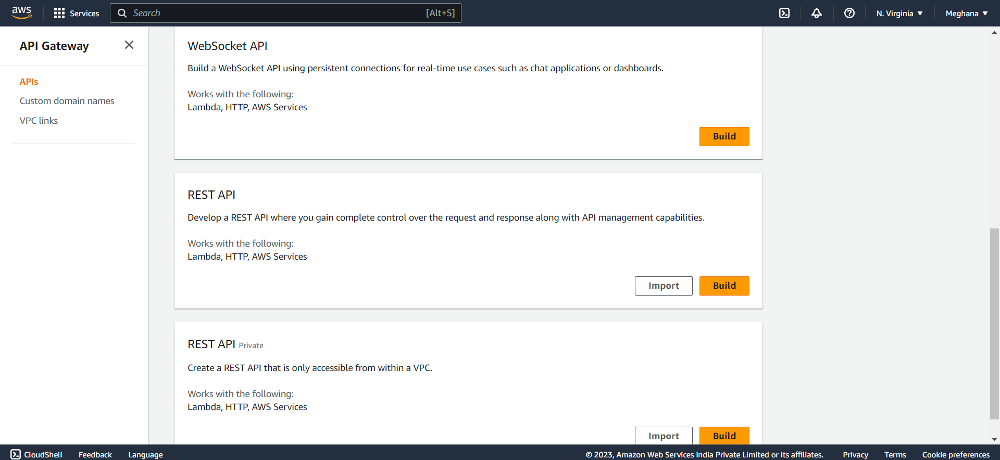 aws Services Search [Alt+S] N. Virginia Meghana
API Gateway
APIs
Custom domain names
VPC links
WebSocket API
Build a WebSocket API using persistent connections for real-time use cases such as chat applications or dashboards.
Works with the following:
Lambda, HTTP, AWS Services
Build
REST API
Develop a REST API where you gain complete control over the request and response along with API management capabilities.
Works with the following:
Lambda, HTTP, AWS Services
Import Build
REST API Private
Create a REST API that is only accessible from within a VPC.
Works with the following:
Lambda, HTTP, AWS Services
Import Build
CloudShell Feedback Language © 2023, Amazon Web Services India Private Limited or its affiliates. Privacy Terms Cookie preferences